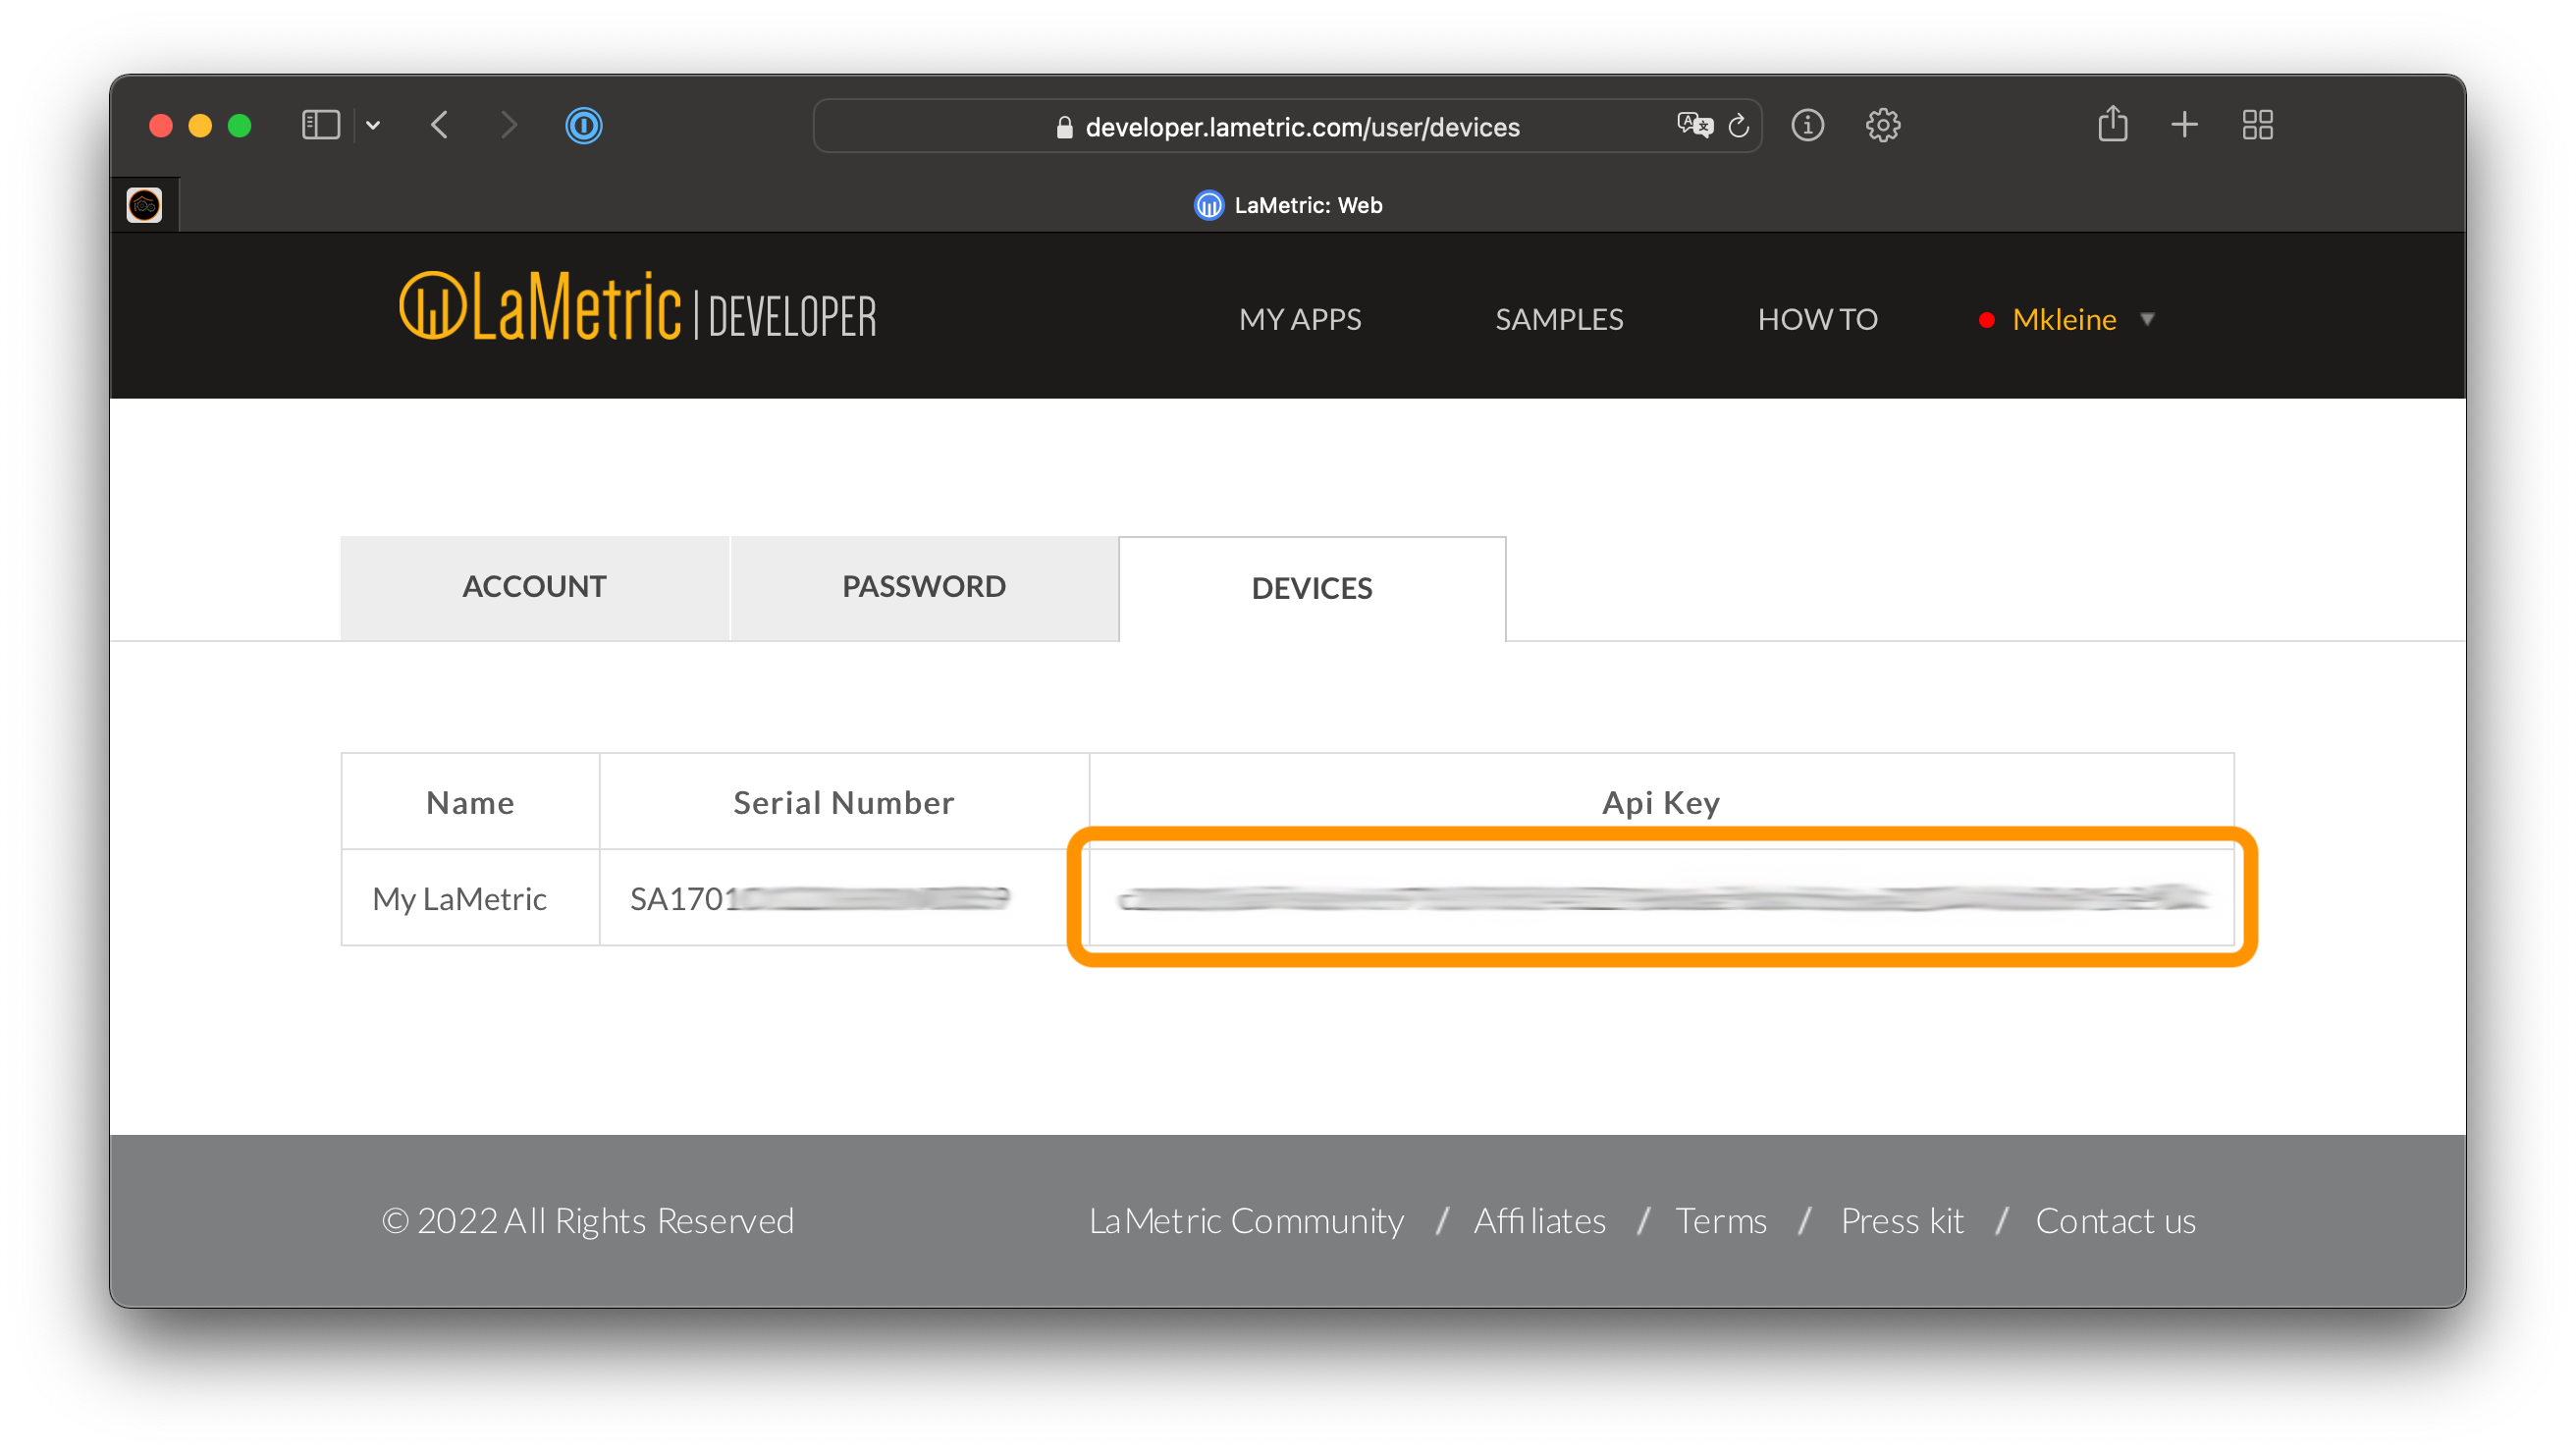 developer.lametric.com/user/devices
LaMetric: Web
LaMetric | DEVELOPER
MY APPS
SAMPLES
HOW TO
Mkleine
ACCOUNT
PASSWORD
DEVICES
Name
Serial Number
Api Key
My LaMetric
SA1701
© 2022 All Rights Reserved
LaMetric Community / Affiliates / Terms / Press kit / Contact us